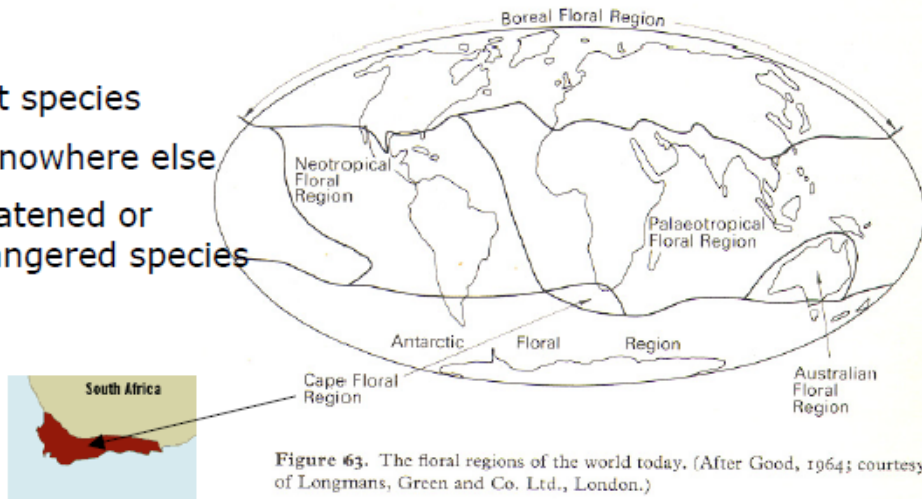 Boreal Floral Region
t species
nowhere else
atened or
angered species
Neotropical
Floral
Region
Palaeotropical
Floral Region
Antarctic Floral Region
Cape Floral
Region
Australian
Floral
Region
South Africa
Figure 63. The floral regions of the world today. (After Good, 1964; courtesy
of Longmans, Green and Co. Ltd., London.)